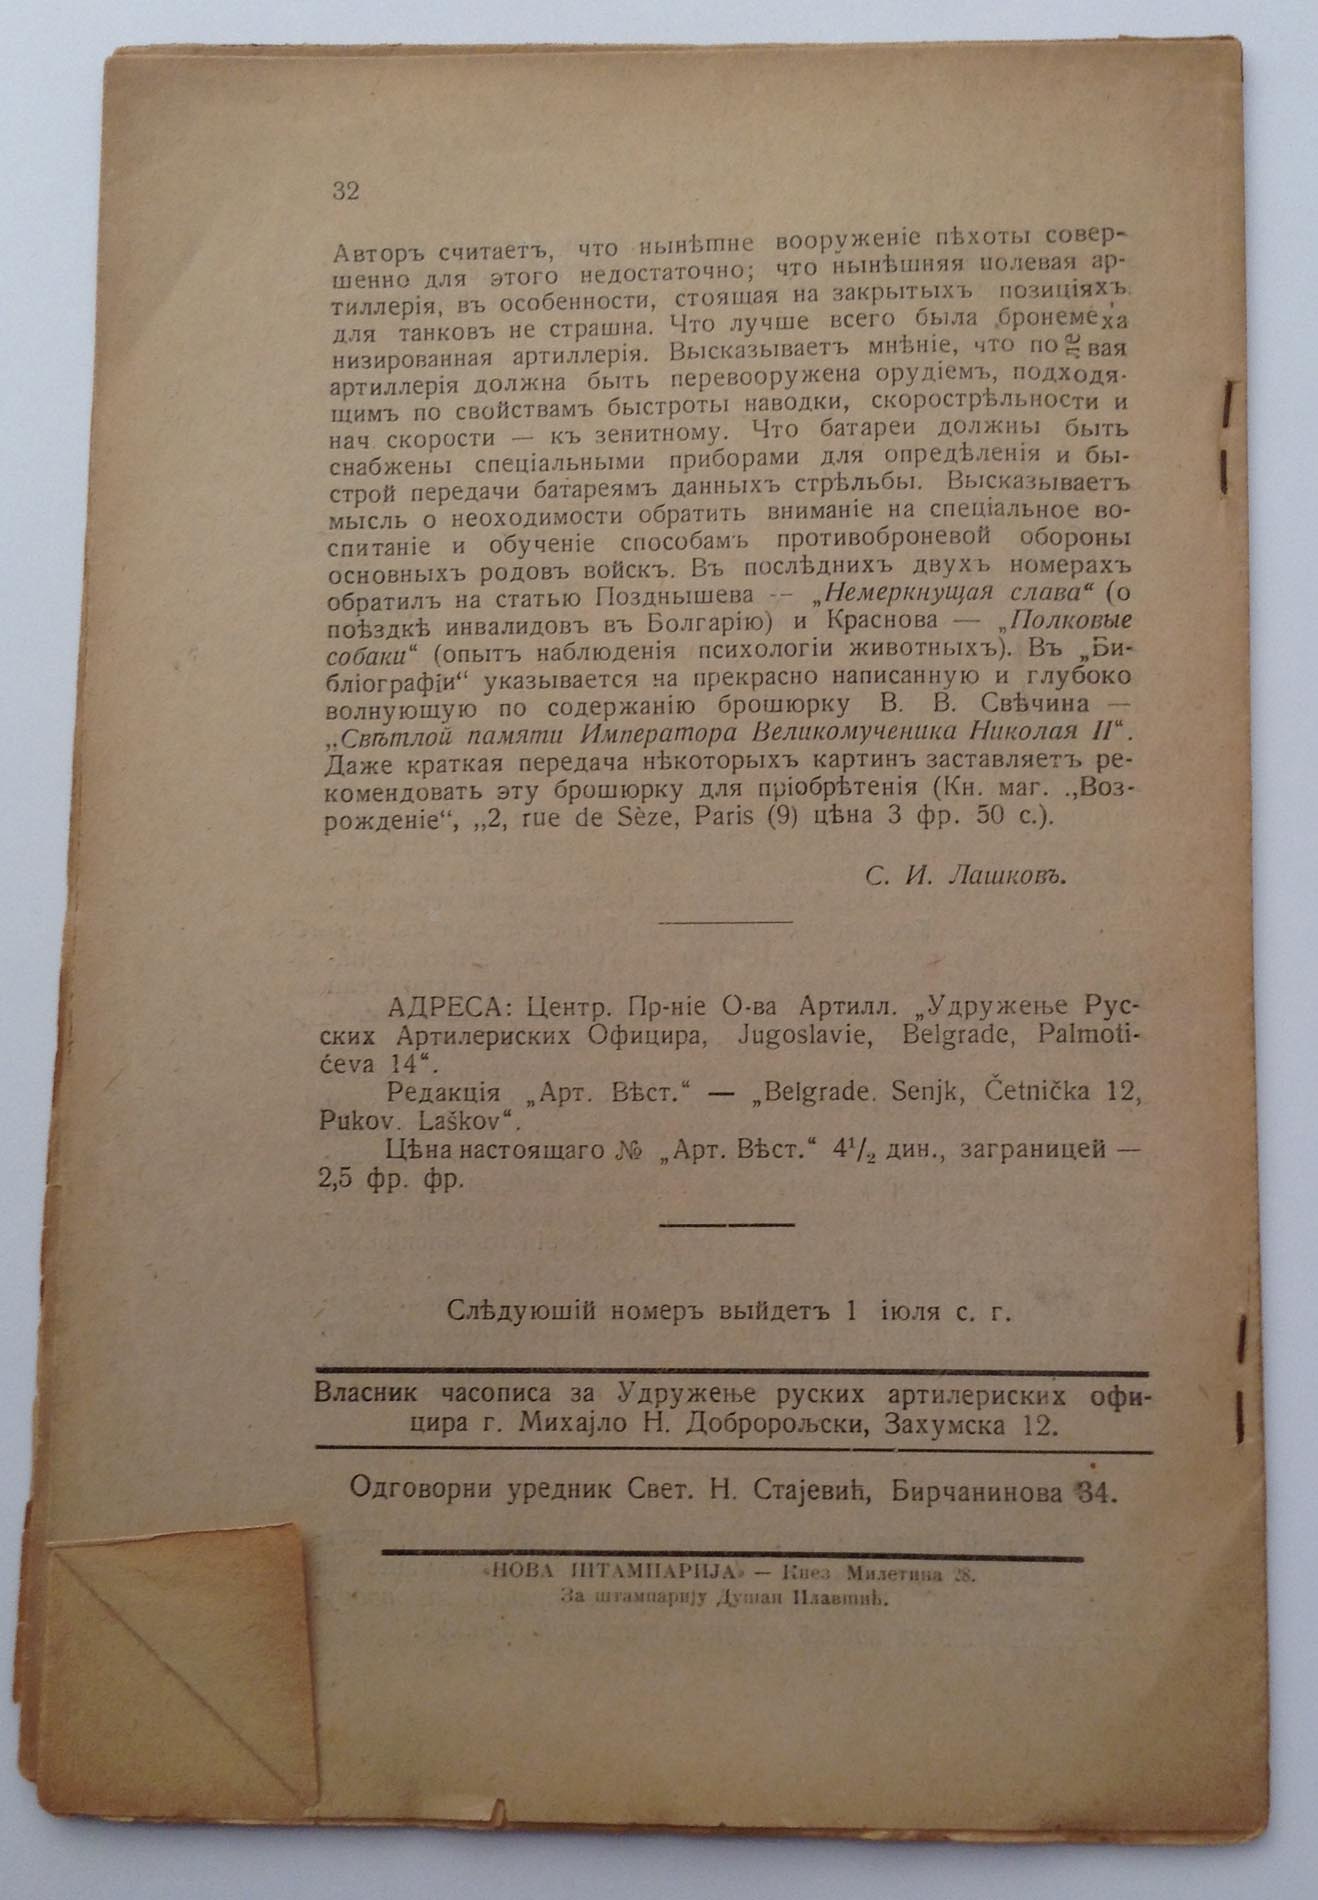 32
Авторъ считаетъ, что нынѣшне вооруженіе пѣхоты совер-
шенно для этого недостаточно; что нынѣшняя полевая ар-
тиллерія, въ особенности, стоящая на закрытыхъ позиціяхъ
для танковъ не страшна. Что лучше всего была бронемеха
низированная артиллерія. Высказываетъ мнѣніе, что полевая
артиллерія должна быть перевооружена орудіемъ, подходя-
щимъ по свойствамъ быстроты наводки, скорострѣльности и
нач. скорости — къ зенитному. Что батареи должны быть
снабжены спеціальными приборами для опредѣленія и бы-
строй передачи батареямъ данныхъ стрѣльбы. Высказываетъ
мысль о неоходимости обратить вниманіе на спеціальное во-
спитаніе и обученіе способамъ противоброневой обороны
основныхъ родовъ войскъ. Въ послѣднихъ двухъ номерахъ
обратилъ на статью Позднышева — „Немеркнущая слава“ (о
поѣздкѣ инвалидовъ въ Болгарію) и Краснова — „Полковые
собаки“ (опытъ наблюденія психологіи животныхъ). Въ „Би-
бліографіи“ указывается на прекрасно написанную и глубоко
волнующую по содержанію брошюрку В. В. Свѣчина —
„Свѣтлой памяти Императора Великомученика Николая II“.
Даже краткая передача нѣкоторыхъ картинъ заставляетъ ре-
комендовать эту брошюрку для пріобрѣтенія (Кн. маг. „Воз-
рожденіе“, „2, rue de Sèze, Paris (9) цѣна 3 фр. 50 с.).
С. И. Лашковъ.
АДРЕСА: Центр. Пр-ніе О-ва Артилл. „Удружење Рус-
ских Артилериских Официра, Jugoslavie, Belgrade, Palmoti-
ćeva 14“.
Редакція „Арт. Вѣст.“ — „Belgrade. Senjk, Četnička 12,
Pukov. Laškov“.
Цѣна настоящаго № „Арт. Вѣст.“ 4¹/₂ дин., заграницей —
2,5 фр. фр.
Слѣдуюшій номеръ выйдетъ 1 іюля с. г.
Власник часописа за Удружење руских артилериских офи-
цира г. Михајло Н. Добророљски, Захумска 12.
Одговорни уредник Свет. Н. Стајевић, Бирчанинова 34.
«НОВА ШТАМПАРИЈА» — Кнез Милетина 28.
За штампарију Душан Плавшић.